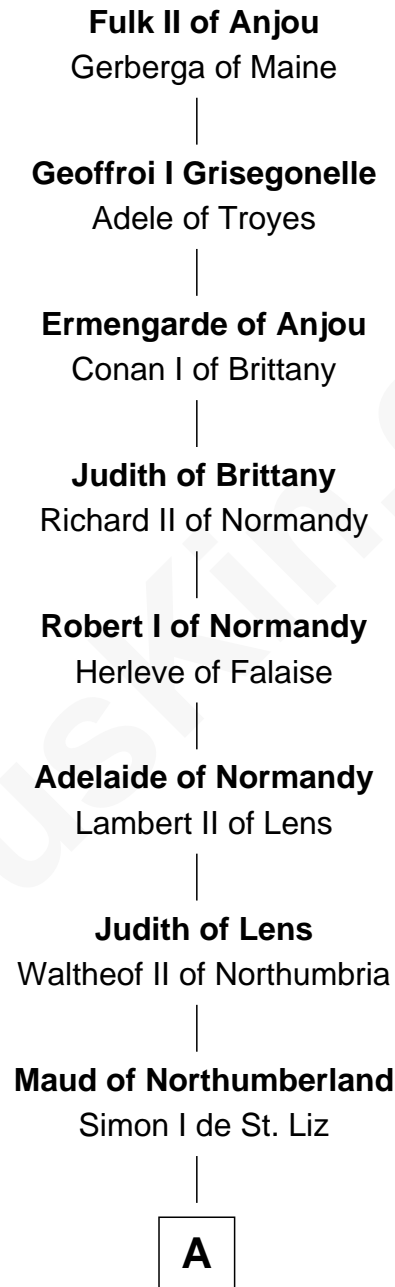 Fulk II of Anjou
Gerberga of Maine
Geoffroi I Grisegonelle
Adele of Troyes
Ermengarde of Anjou
Conan I of Brittany
Judith of Brittany
Richard II of Normandy
Robert I of Normandy
Herleve of Falaise
Adelaide of Normandy
Lambert II of Lens
Judith of Lens
Waltheof II of Northumbria
Maud of Northumberland
Simon I de St. Liz
A